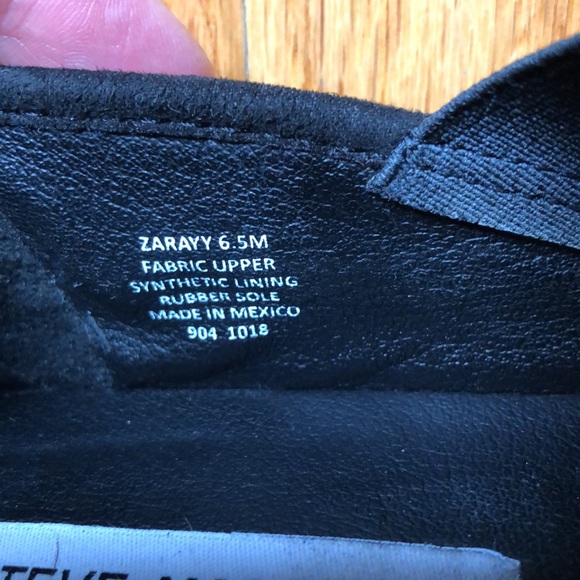 ZARAYY 6.5M
FABRIC UPPER
SYNTHETIC LINING
RUBBER SOLE
MADE IN MEXICO
904 1018